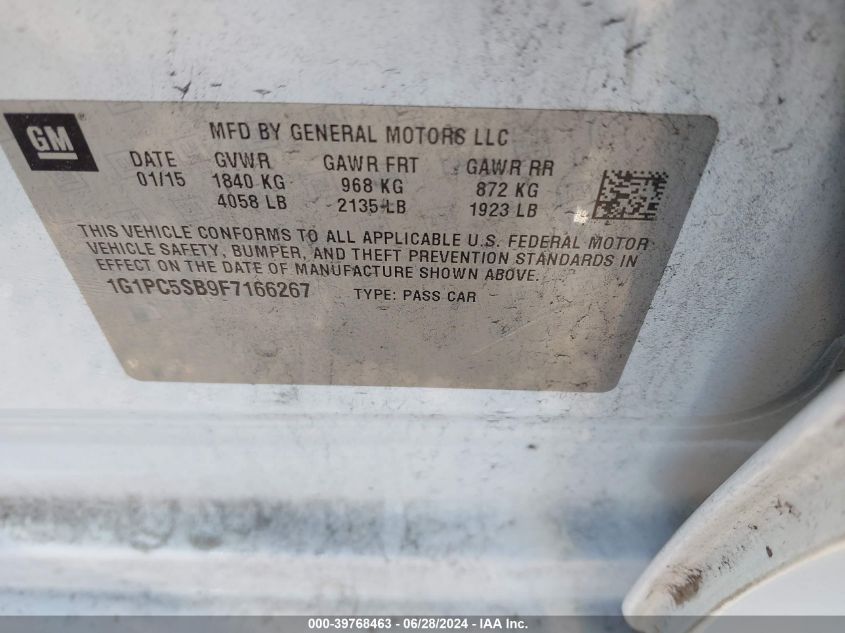 GM
MFD BY GENERAL MOTORS LLC
DATE GVWR GAWR FRT GAWR RR
01/15 1840 KG 968 KG 872 KG
4058 LB 2135 LB 1923 LB
THIS VEHICLE CONFORMS TO ALL APPLICABLE U.S. FEDERAL MOTOR
VEHICLE SAFETY, BUMPER, AND THEFT PREVENTION STANDARDS IN
EFFECT ON THE DATE OF MANUFACTURE SHOWN ABOVE.
1G1PC5SB9F7166267 TYPE: PASS CAR
000-39768463 - 06/28/2024 - IAA Inc.